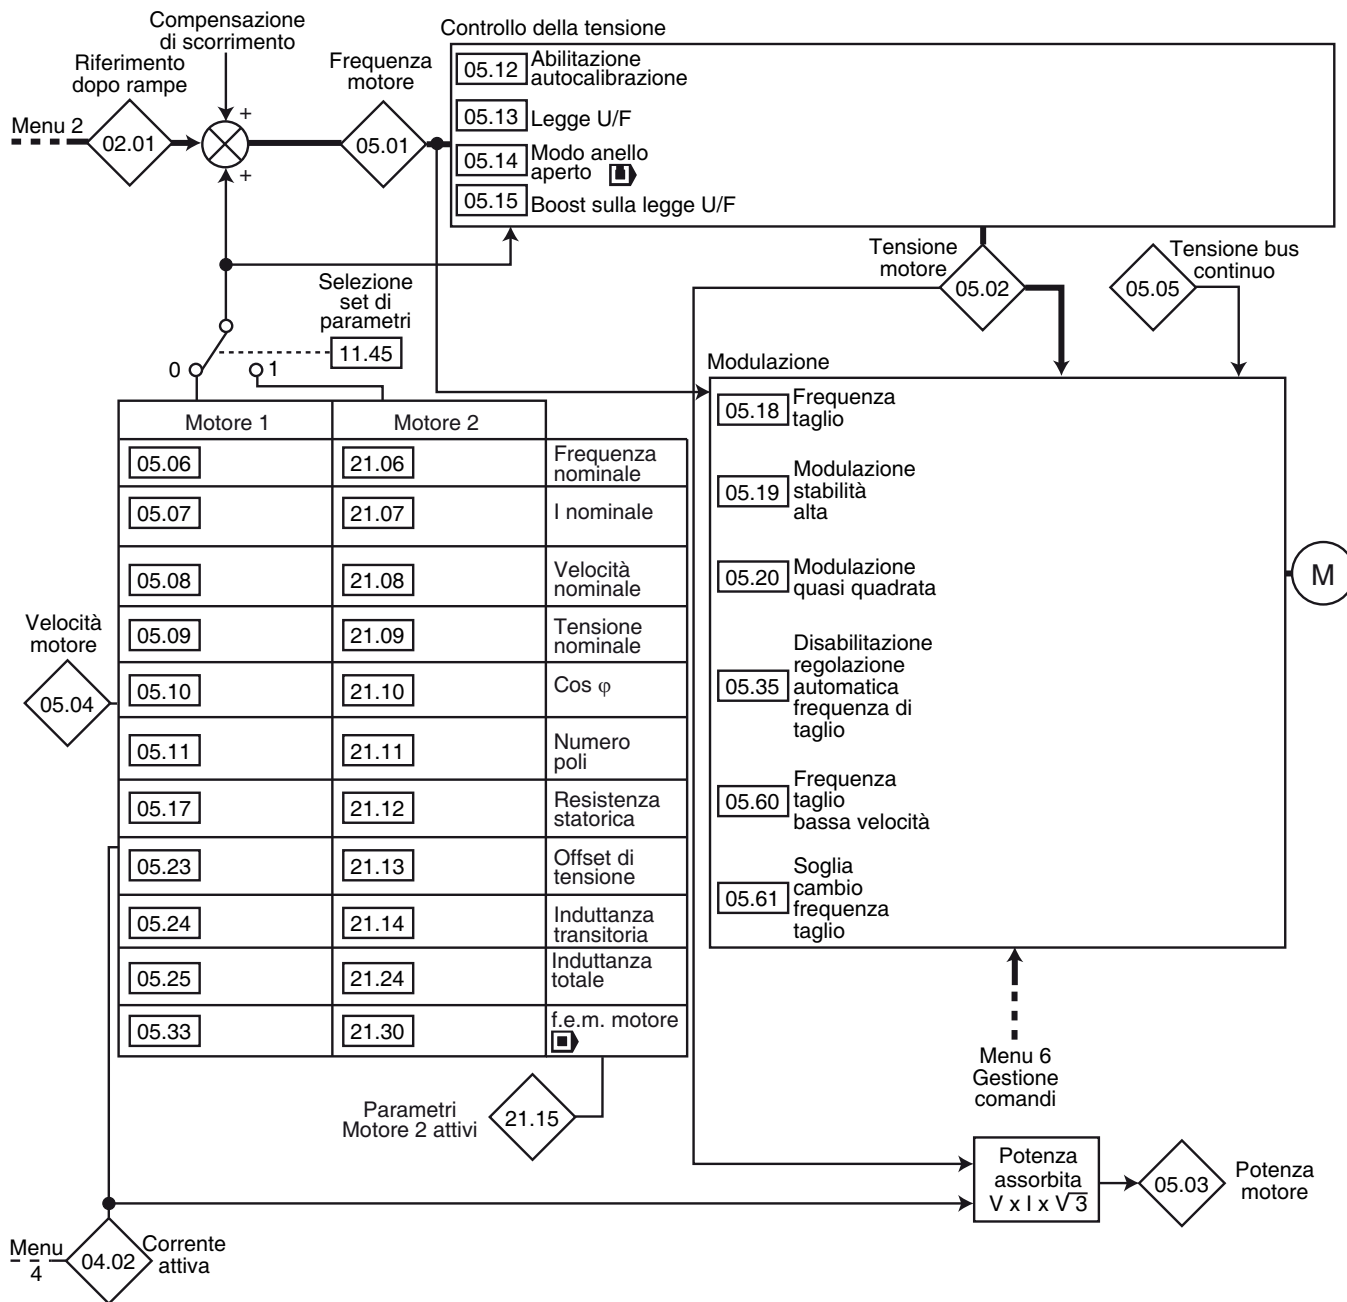 Compensazione
di scorrimento
Controllo della tensione
Riferimento
dopo rampe
Frequenza
motore
05.12
Abilitazione
autocalibrazione
+
Menu 2
02.01
05.01
05.13
Legge U/F
05.14
Modo anello
aperto
+
05.15
Boost sulla legge U/F
Tensione
motore
05.02
Tensione bus
continuo
05.05
Selezione
set di
parametri
11.45
0
1
Modulazione
Motore 1
Motore 2
05.06
21.06
Frequenza
nominale
05.07
21.07
I nominale
05.08
21.08
Velocità
nominale
05.09
21.09
Tensione
nominale
05.10
21.10
Cos φ
05.11
21.11
Numero
poli
05.17
21.12
Resistenza
statorica
05.23
21.13
Offset di
tensione
05.24
21.14
Induttanza
transitoria
05.25
21.24
Induttanza
totale
05.33
21.30
f.e.m. motore
Velocità
motore
05.04
05.18
Frequenza
taglio
05.19
Modulazione
stabilità
alta
05.20
Modulazione
quasi quadrata
M
05.35
Disabilitazione
regolazione
automatica
frequenza di
taglio
05.60
Frequenza
taglio
bassa velocità
05.61
Soglia
cambio
frequenza
taglio
Menu 6
Gestione
comandi
Parametri
Motore 2 attivi
21.15
Potenza
assorbita
V x I x √3
05.03
Potenza
motore
Menu
4
04.02
Corrente
attiva